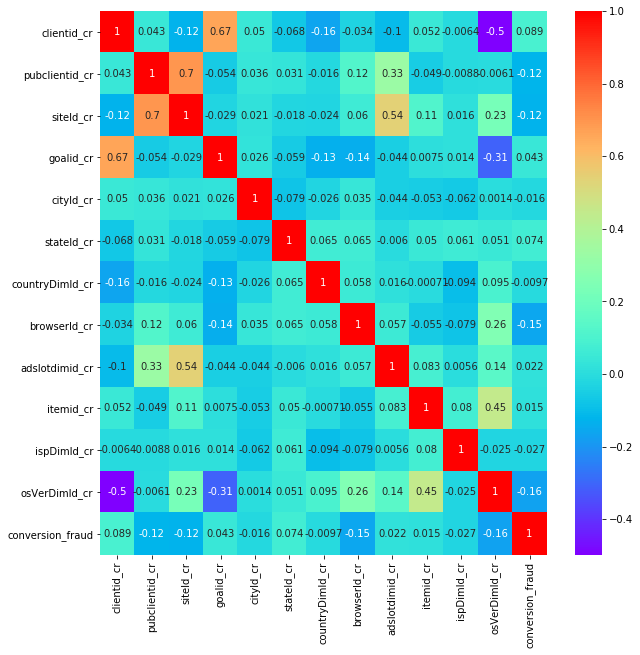 clientid_cr 1 0.043 -0.12 0.67 0.05 -0.068 -0.16 -0.034 -0.1 0.052 -0.0064 -0.5 0.089
pubclientid_cr 0.043 1 0.7 -0.054 0.036 0.031 -0.016 0.12 0.33 -0.049 -0.0088 -0.0061 -0.12
siteId_cr -0.12 0.7 1 -0.029 0.021 -0.018 -0.024 0.06 0.54 0.11 0.016 0.23 -0.12
goalid_cr 0.67 -0.054 -0.029 1 0.026 -0.059 -0.13 -0.14 -0.044 0.0075 0.014 -0.31 0.043
cityId_cr 0.05 0.036 0.021 0.026 1 -0.079 -0.026 0.035 -0.044 -0.053 -0.062 0.0014 -0.016
stateId_cr -0.068 0.031 -0.018 -0.059 -0.079 1 0.065 0.065 -0.006 0.05 0.061 0.051 0.074
countryDimId_cr -0.16 -0.016 -0.024 -0.13 -0.026 0.065 1 0.058 0.016 -0.00071 -0.094 0.095 -0.0097
browserId_cr -0.034 0.12 0.06 -0.14 0.035 0.065 0.058 1 0.057 -0.055 -0.079 0.26 -0.15
adslotdimid_cr -0.1 0.33 0.54 -0.044 -0.044 -0.006 0.016 0.057 1 0.083 0.0056 0.14 0.022
itemid_cr 0.052 -0.049 0.11 0.0075 -0.053 0.05 -0.00071 -0.055 0.083 1 0.08 0.45 0.015
ispDimId_cr -0.0064 -0.0088 0.016 0.014 -0.062 0.061 -0.094 -0.079 0.0056 0.08 1 -0.025 -0.027
osVerDimId_cr -0.5 -0.0061 0.23 -0.31 0.0014 0.051 0.095 0.26 0.14 0.45 -0.025 1 -0.16
conversion_fraud 0.089 -0.12 -0.12 0.043 -0.016 0.074 -0.0097 -0.15 0.022 0.015 -0.027 -0.16 1
clientid_cr
pubclientid_cr
siteId_cr
goalid_cr
cityId_cr
stateId_cr
countryDimId_cr
browserId_cr
adslotdimid_cr
itemid_cr
ispDimId_cr
osVerDimId_cr
conversion_fraud
1.0
0.8
0.6
0.4
0.2
0.0
-0.2
-0.4